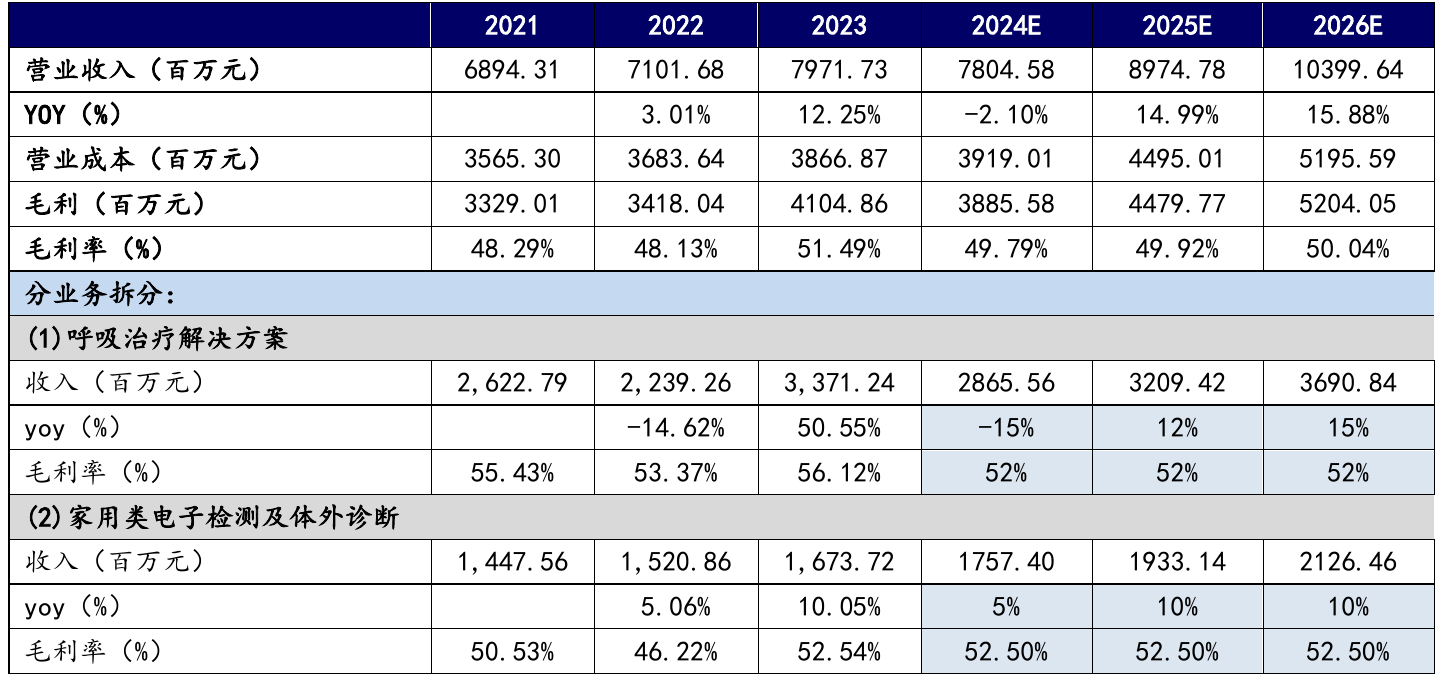 2021 2022 2023 2024E 2025E 2026E
营业收入（百万元） 6894.31 7101.68 7971.73 7804.58 8974.78 10399.64
YOY（%） 3.01% 12.25% -2.10% 14.99% 15.88%
营业成本（百万元） 3565.30 3683.64 3866.87 3919.01 4495.01 5195.59
毛利（百万元） 3329.01 3418.04 4104.86 3885.58 4479.77 5204.05
毛利率（%） 48.29% 48.13% 51.49% 49.79% 49.92% 50.04%
分业务拆分：
(1)呼吸治疗解决方案
收入（百万元） 2,622.79 2,239.26 3,371.24 2865.56 3209.42 3690.84
yoy（%） -14.62% 50.55% -15% 12% 15%
毛利率（%） 55.43% 53.37% 56.12% 52% 52% 52%
(2)家用类电子检测及体外诊断
收入（百万元） 1,447.56 1,520.86 1,673.72 1757.40 1933.14 2126.46
yoy（%） 5.06% 10.05% 5% 10% 10%
毛利率（%） 50.53% 46.22% 52.54% 52.50% 52.50% 52.50%